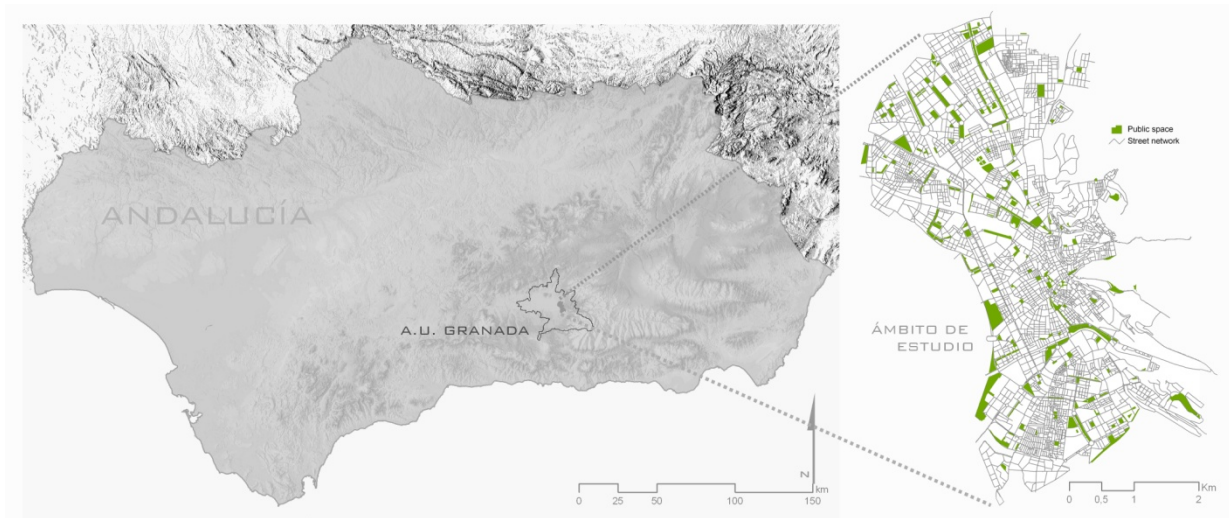 ANDALUCÍA
A.U. GRANADA
N
km
0 25 50 100 150
Public space
Street network
ÁMBITO DE
ESTUDIO
Km
0 0,5 1 2